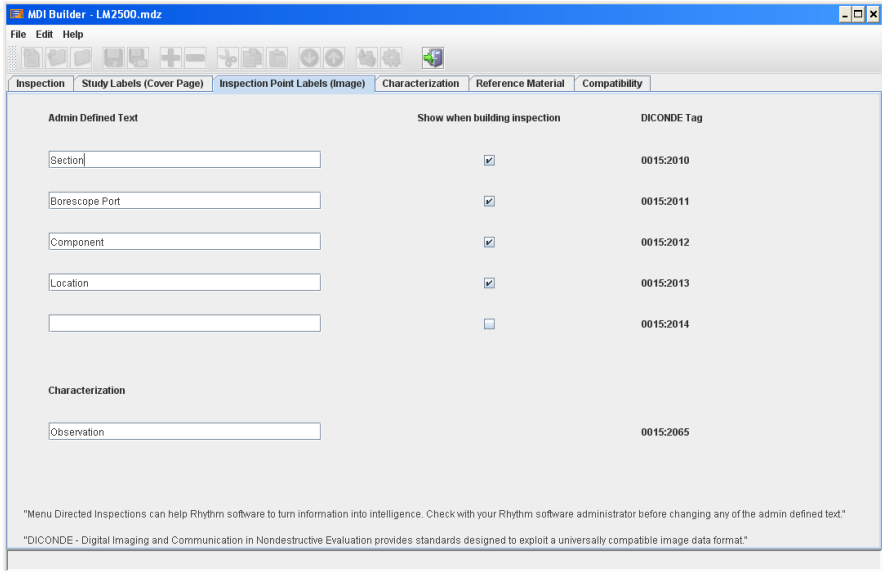 MDI Builder - LM2500.mdz
File Edit Help
Inspection Study Labels (Cover Page) Inspection Point Labels (Image) Characterization Reference Material Compatibility
Admin Defined Text Show when building inspection DICONDE Tag
Section 0015:2010
Borescope Port 0015:2011
Component 0015:2012
Location 0015:2013
0015:2014
Characterization
Observation 0015:2065
"Menu Directed Inspections can help Rhythm software to turn information into intelligence. Check with your Rhythm software administrator before changing any of the admin defined text."
"DICONDE - Digital Imaging and Communication in Nondestructive Evaluation provides standards designed to exploit a universally compatible image data format."